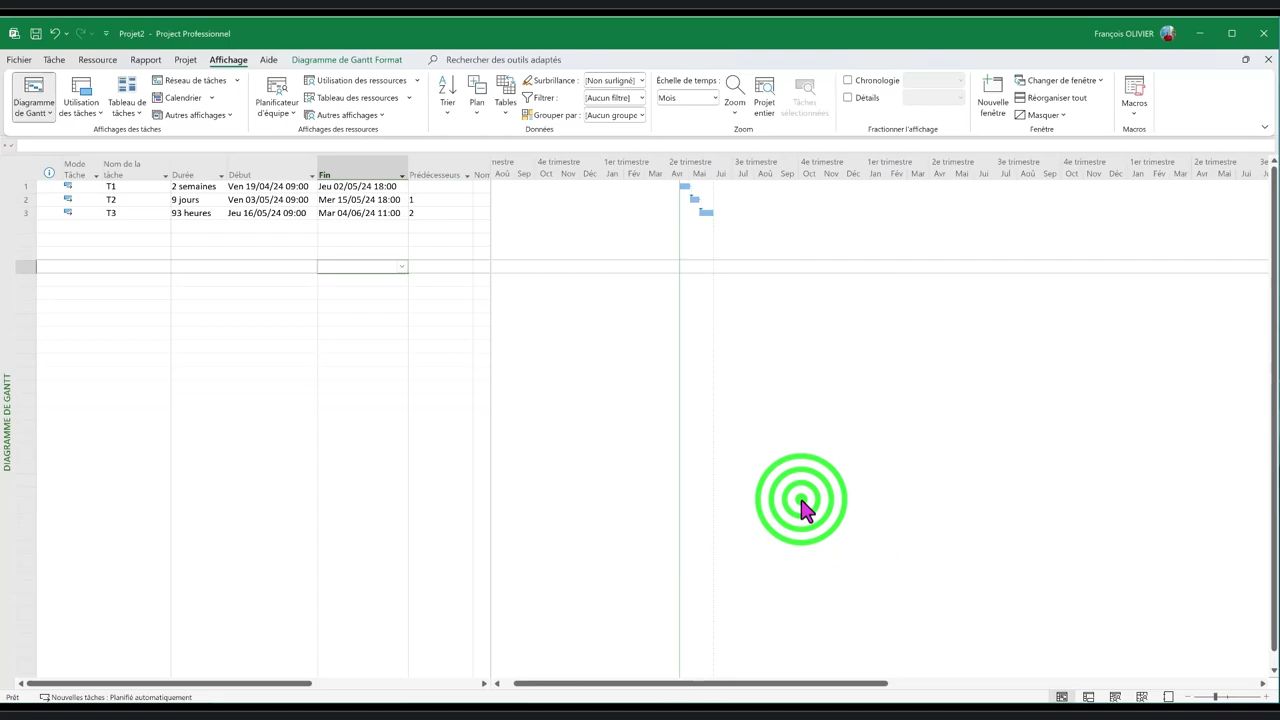 Projet2 - Project Professionnel
François OLIVIER
Fichier Tâche Ressource Rapport Projet Affichage Aide Diagramme de Gantt Format Rechercher des outils adaptés
Diagramme de Gantt
Utilisation des tâches
Tableau de tâches
Réseau de tâches
Calendrier
Autres affichages
Affichages des tâches
Planificateur d'équipe
Utilisation des ressources
Tableau des ressources
Autres affichages
Affichages des ressources
Trier
Plan
Tables
Surbrillance : [Non surligné]
Filtrer : [Aucun filtre]
Grouper par : [Aucun groupe
Données
Échelle de temps :
Mois
Zoom
Projet entier
Tâches sélectionnées
Zoom
Chronologie
Détails
Fractionner l'affichage
Nouvelle fenêtre
Changer de fenêtre
Réorganiser tout
Masquer
Fenêtre
Macros
Macros
Mode Tâche Nom de la tâche Durée Début Fin Prédécesseurs Nom
mestre 4e trimestre 1er trimestre 2e trimestre 3e trimestre 4e trimestre 1er trimestre 2e trimestre 3e trimestre 4e trimestre 1er trimestre 2e trimestre 3e
Aoû Sep Oct Nov Déc Jan Fév Mar Avr Mai Jui Jul Aoû Sep Oct Nov Déc Jan Fév Mar Avr Mai Jui Jul Aoû Sep Oct Nov Déc Jan Fév Mar Avr Mai Jui Ju
1 T1 2 semaines Ven 19/04/24 09:00 Jeu 02/05/24 18:00
2 T2 9 jours Ven 03/05/24 09:00 Mer 15/05/24 18:00 1
3 T3 93 heures Jeu 16/05/24 09:00 Mar 04/06/24 11:00 2
DIAGRAMME DE GANTT
Prêt Nouvelles tâches : Planifié automatiquement